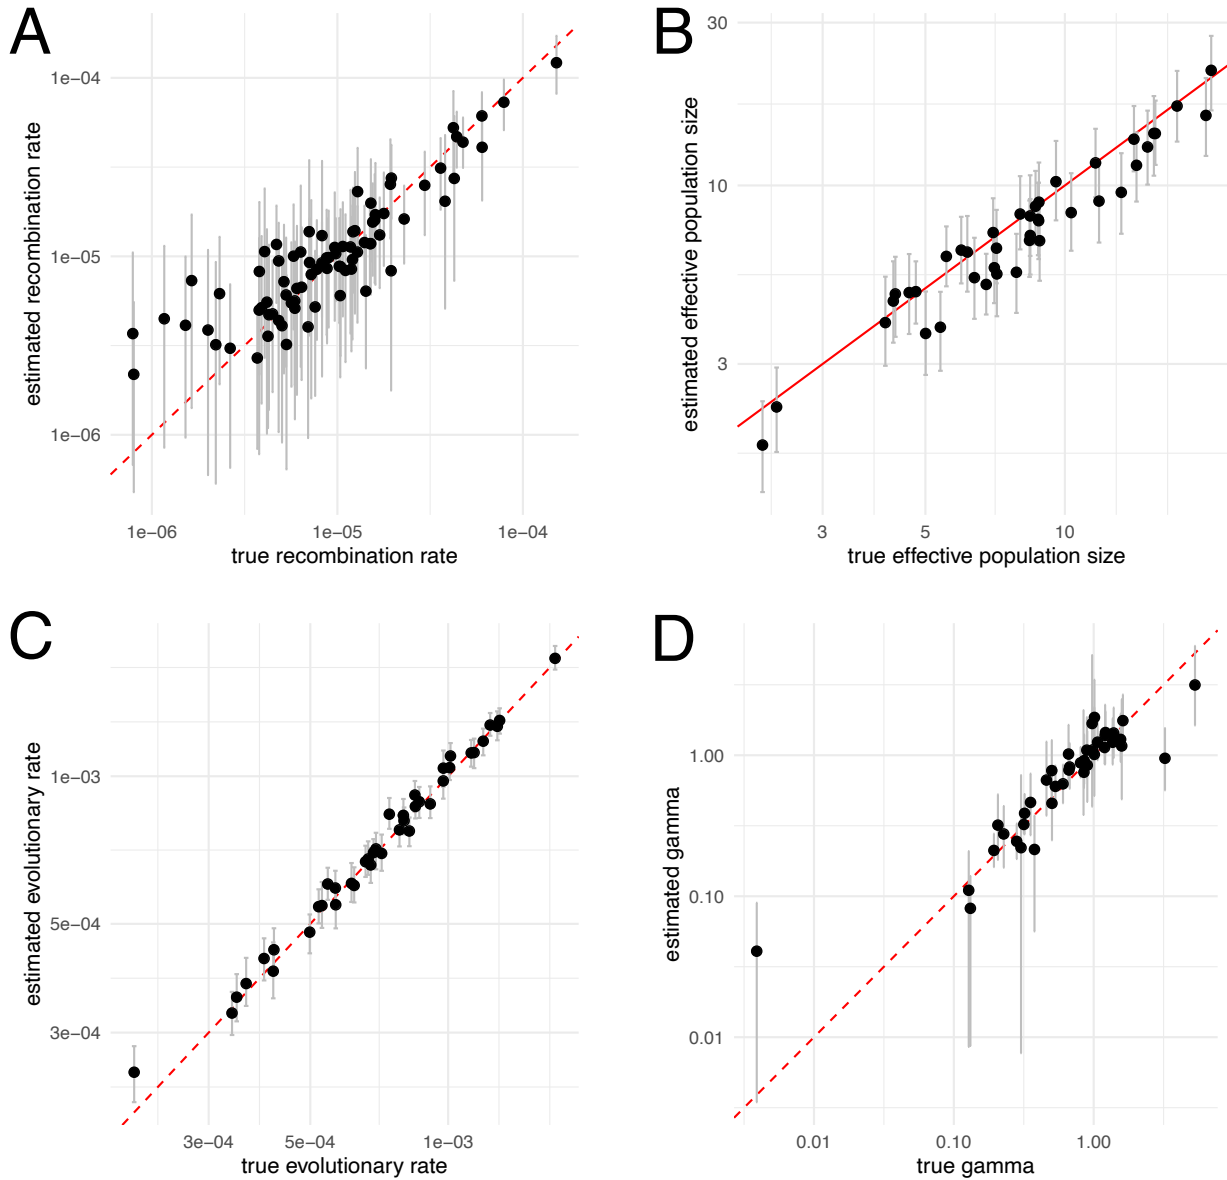 A
estimated recombination rate
1e−04
1e−05
1e−06
1e−06 1e−05 1e−04
true recombination rate
B
estimated effective population size
30
10
3
3 5 10
true effective population size
C
estimated evolutionary rate
1e−03
5e−04
3e−04
3e−04 5e−04 1e−03
true evolutionary rate
D
estimated gamma
1.00
0.10
0.01
0.01 0.10 1.00
true gamma